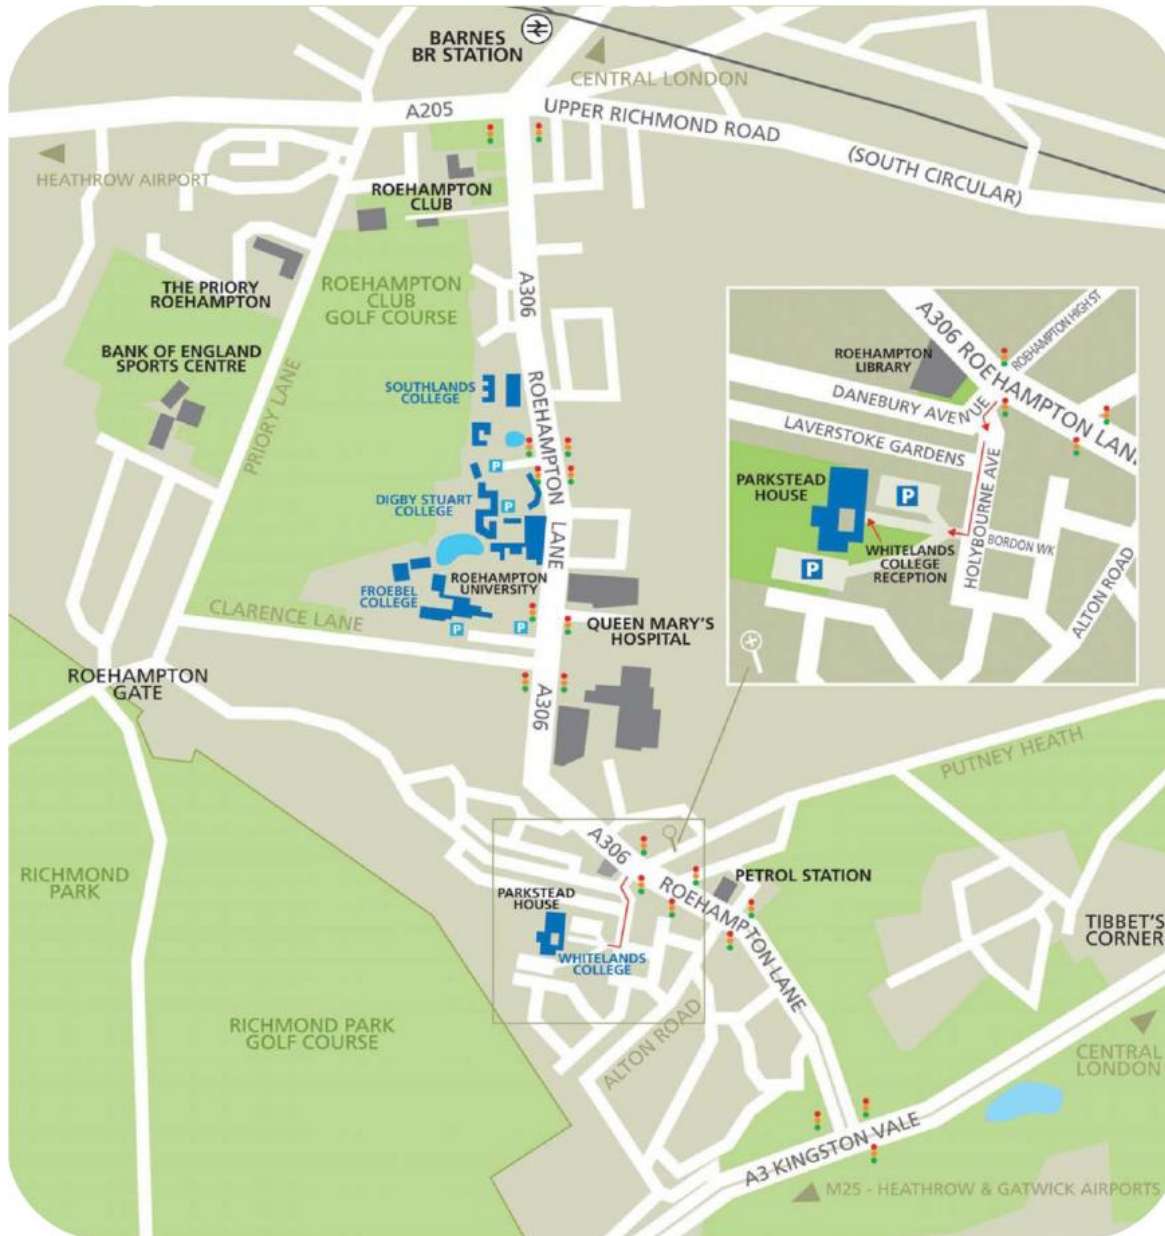 BARNES
BR STATION
CENTRAL LONDON
A205
UPPER RICHMOND ROAD
(SOUTH CIRCULAR)
HEATHROW AIRPORT
ROEHAMPTON
CLUB
THE PRIORY
ROEHAMPTON
ROEHAMPTON
CLUB
GOLF COURSE
A306
BANK OF ENGLAND
SPORTS CENTRE
PRIORY LANE
SOUTHLANDS
COLLEGE
ROEHAMPTON LANE
P
DIGBY STUART
COLLEGE
P
ROEHAMPTON
UNIVERSITY
FROEBEL
COLLEGE
CLARENCE LANE
P
P
QUEEN MARY'S
HOSPITAL
ROEHAMPTON
GATE
A306
A306 ROEHAMPTON LANE
ROEHAMPTON HIGH ST
ROEHAMPTON
LIBRARY
DANEBURY AVENUE
LAVERSTOKE GARDENS
PARKSTEAD
HOUSE
P
HOLYBOURNE AVE
BORDON WK
WHITELANDS
COLLEGE
RECEPTION
P
ALTON ROAD
PUTNEY HEATH
A306
ROEHAMPTON LANE
PETROL STATION
RICHMOND
PARK
PARKSTEAD
HOUSE
WHITELANDS
COLLEGE
TIBBET'S
CORNER
RICHMOND PARK
GOLF COURSE
ALTON ROAD
CENTRAL
LONDON
A3 KINGSTON VALE
M25 - HEATHROW & GATWICK AIRPORTS